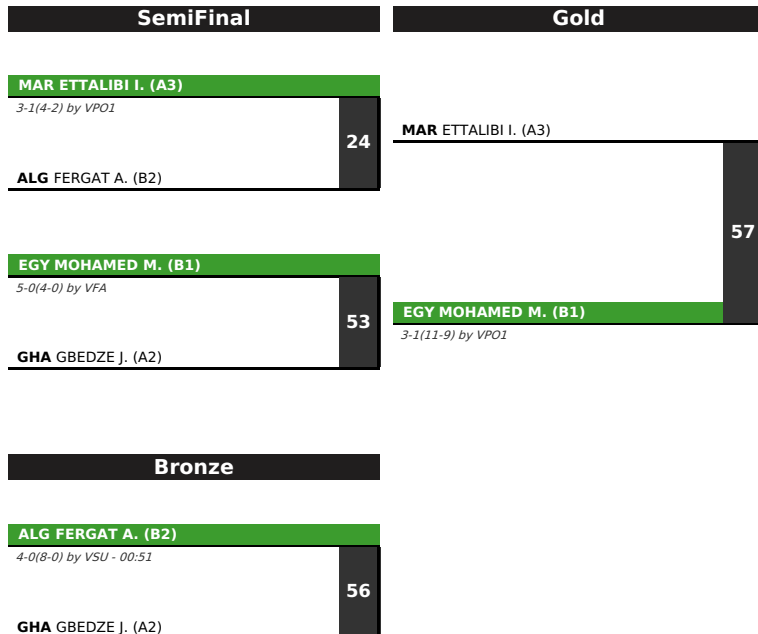 SemiFinal
Gold
MAR ETTALIBI I. (A3)
3-1(4-2) by VPO1
24
ALG FERGAT A. (B2)
MAR ETTALIBI I. (A3)
57
EGY MOHAMED M. (B1)
5-0(4-0) by VFA
53
GHA GBEDZE J. (A2)
EGY MOHAMED M. (B1)
3-1(11-9) by VPO1
Bronze
ALG FERGAT A. (B2)
4-0(8-0) by VSU - 00:51
56
GHA GBEDZE J. (A2)